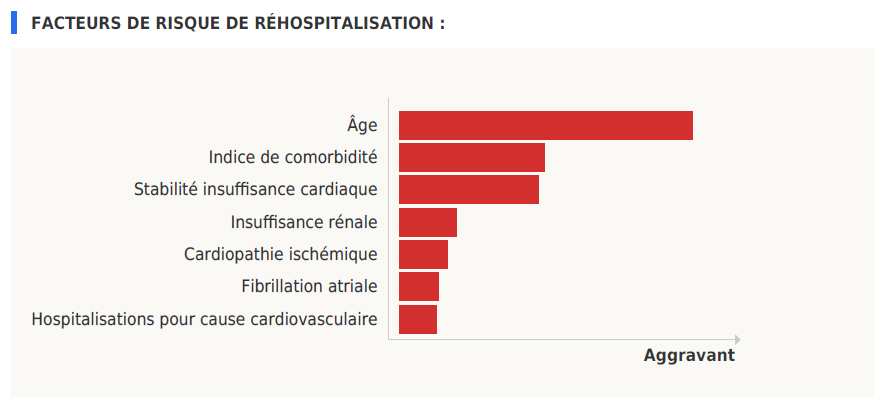 FACTEURS DE RISQUE DE RÉHOSPITALISATION :
Âge
Indice de comorbidité
Stabilité insuffisance cardiaque
Insuffisance rénale
Cardiopathie ischémique
Fibrillation atriale
Hospitalisations pour cause cardiovasculaire
Aggravant